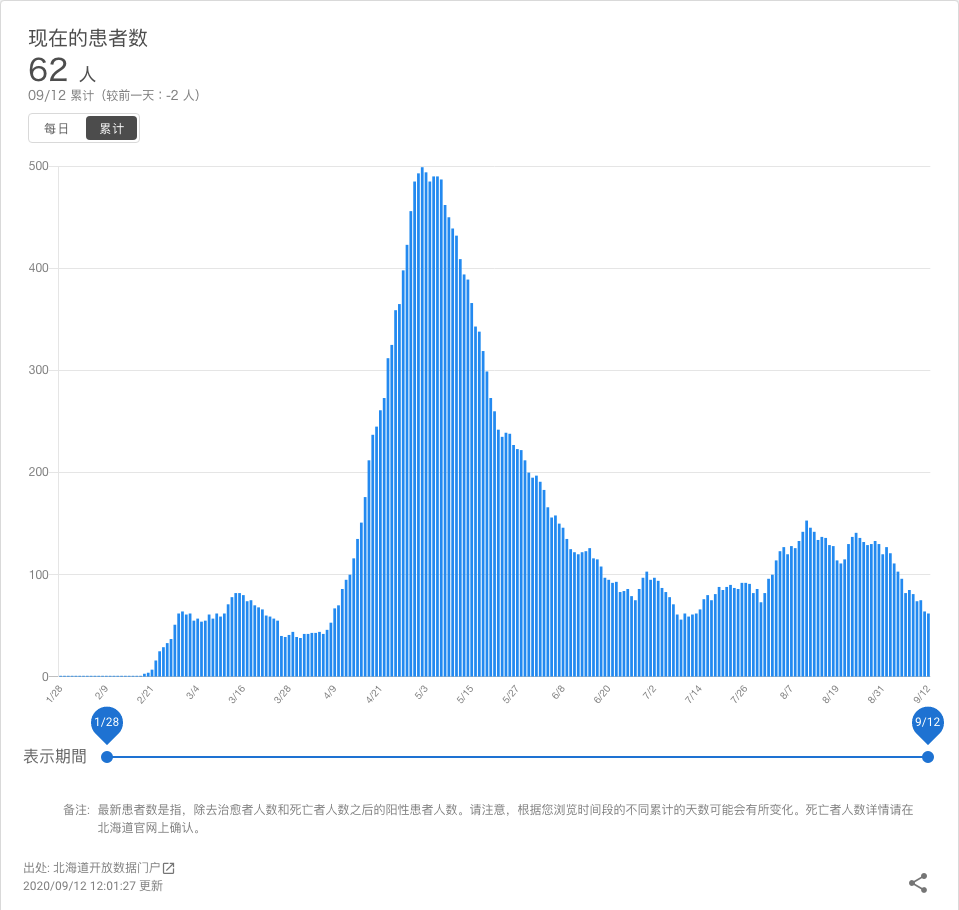 现在的患者数
62 人
09/12 累计（较前一天：-2 人）
每日 累计
500
400
300
200
100
0
1/28 2/9 2/21 3/4 3/16 3/28 4/9 4/21 5/3 5/15 5/27 6/8 6/20 7/2 7/14 7/26 8/7 8/19 8/31 9/12
1/28 9/12
表示期間
备注: 最新患者数是指，除去治愈者人数和死亡者人数之后的阳性患者人数。请注意，根据您浏览时间段的不同累计的天数可能会有所变化。死亡者人数详情请在
北海道官网上确认。
出处: 北海道开放数据门户
2020/09/12 12:01:27 更新